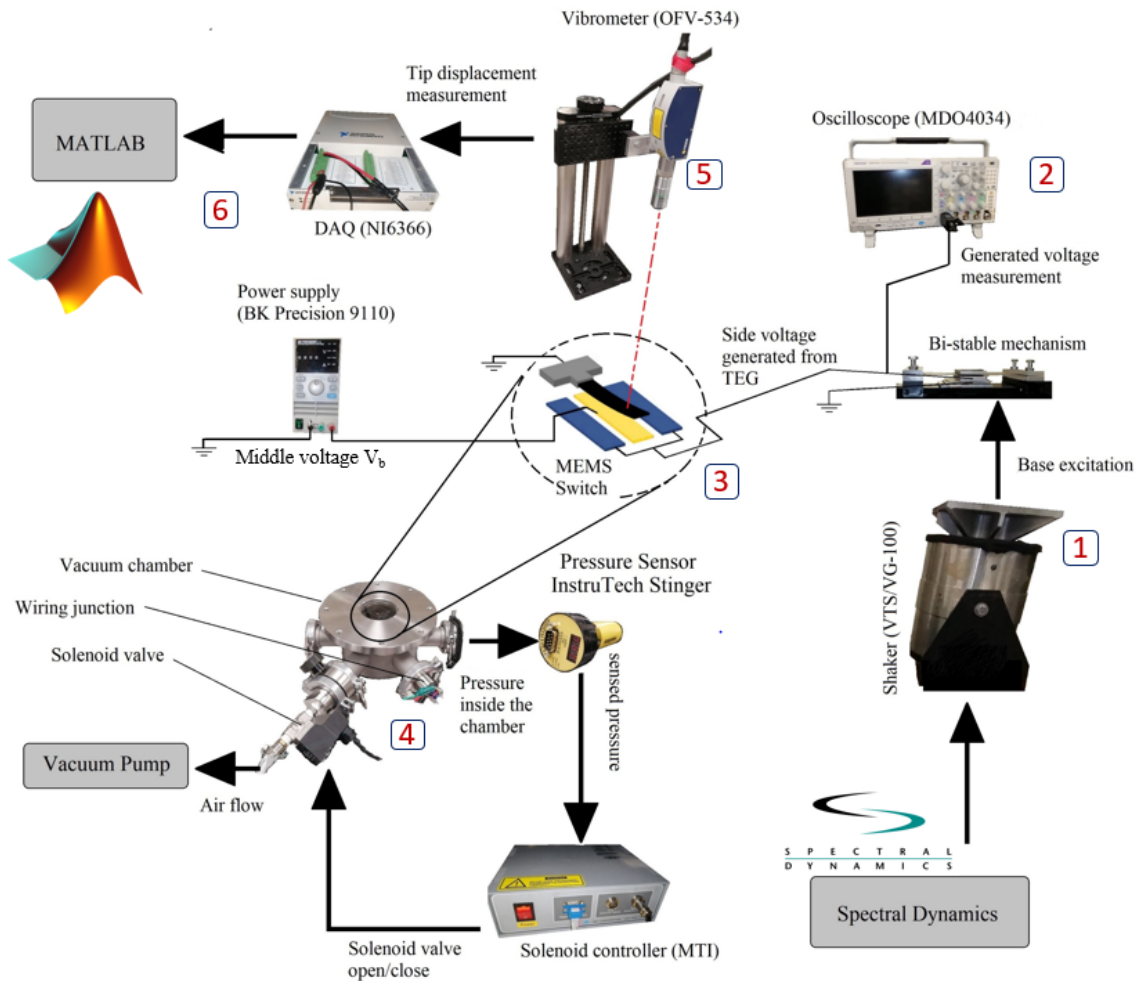 Vibrometer (OFV-534)
Tip displacement
measurement
MATLAB
DAQ (NI6366)
6
5
Oscilloscope (MDO4034)
2
Generated voltage
measurement
Power supply
(BK Precision 9110)
Side voltage
generated from
TEG
Bi-stable mechanism
Middle voltage Vb
MEMS
Switch
3
Base excitation
1
Shaker (VTS/VG-100)
Vacuum chamber
Wiring junction
Solenoid valve
Pressure Sensor
InstruTech Stinger
sensed pressure
Pressure
inside the
chamber
4
Vacuum Pump
Air flow
Solenoid valve
open/close
Solenoid controller (MTI)
SPECTRAL
DYNAMICS
Spectral Dynamics